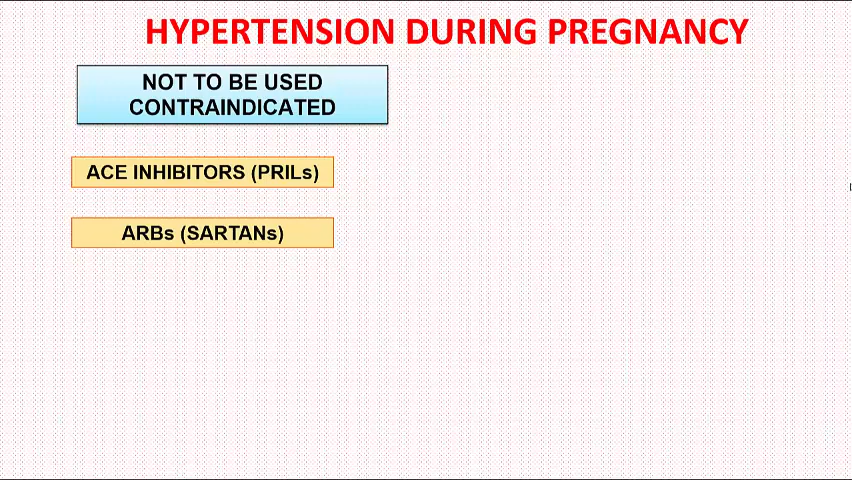 HYPERTENSION DURING PREGNANCY
NOT TO BE USED
CONTRAINDICATED
ACE INHIBITORS (PRILs)
ARBs (SARTANs)